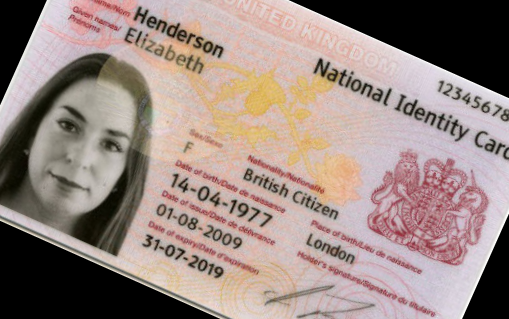 UNITED KINGDOM
National Identity Card
12345678
Name/Nom
Henderson
Given names/
Prénoms
Elizabeth
Sex/Sexe
F
Nationality/Nationalité
British Citizen
Date of birth/Date de naissance
14-04-1977
Place of birth/Lieu de naissance
London
Date of issue/Date de délivrance
01-08-2009
Date of expiry/Date d'expiration
31-07-2019
Holder's signature/Signature du titulaire